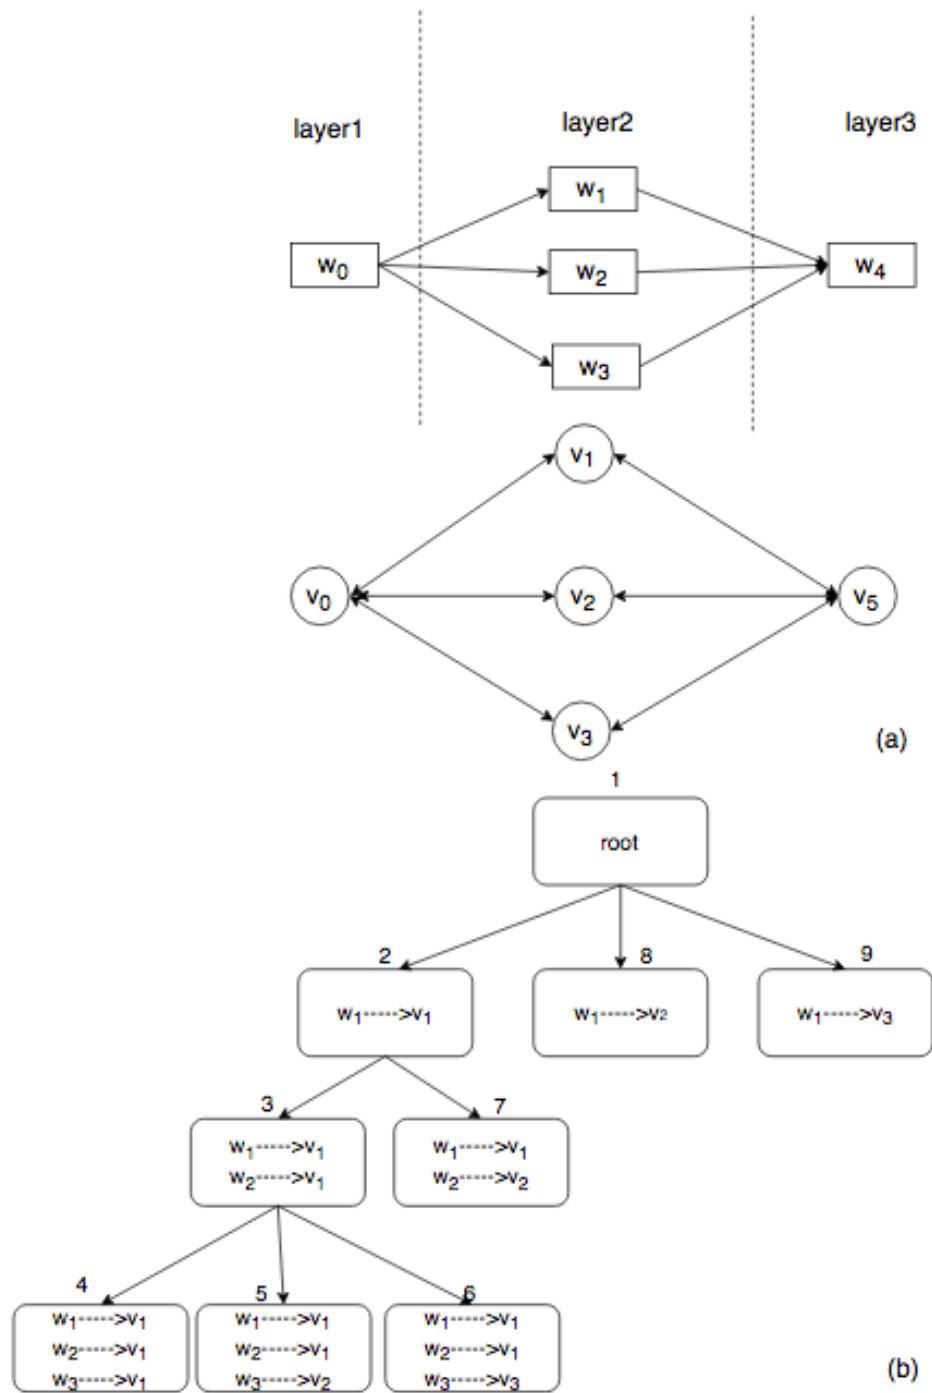 layer1
layer2
layer3
w1
w0
w2
w4
w3
v1
v0
v2
v5
v3
(a)
1
root
2
8
9
w1----->v1
w1----->v2
w1----->v3
3
7
w1----->v1
w2----->v1
w1----->v1
w2----->v2
4
5
6
w1----->v1
w2----->v1
w3----->v1
w1----->v1
w2----->v1
w3----->v2
w1----->v1
w2----->v1
w3----->v3
(b)